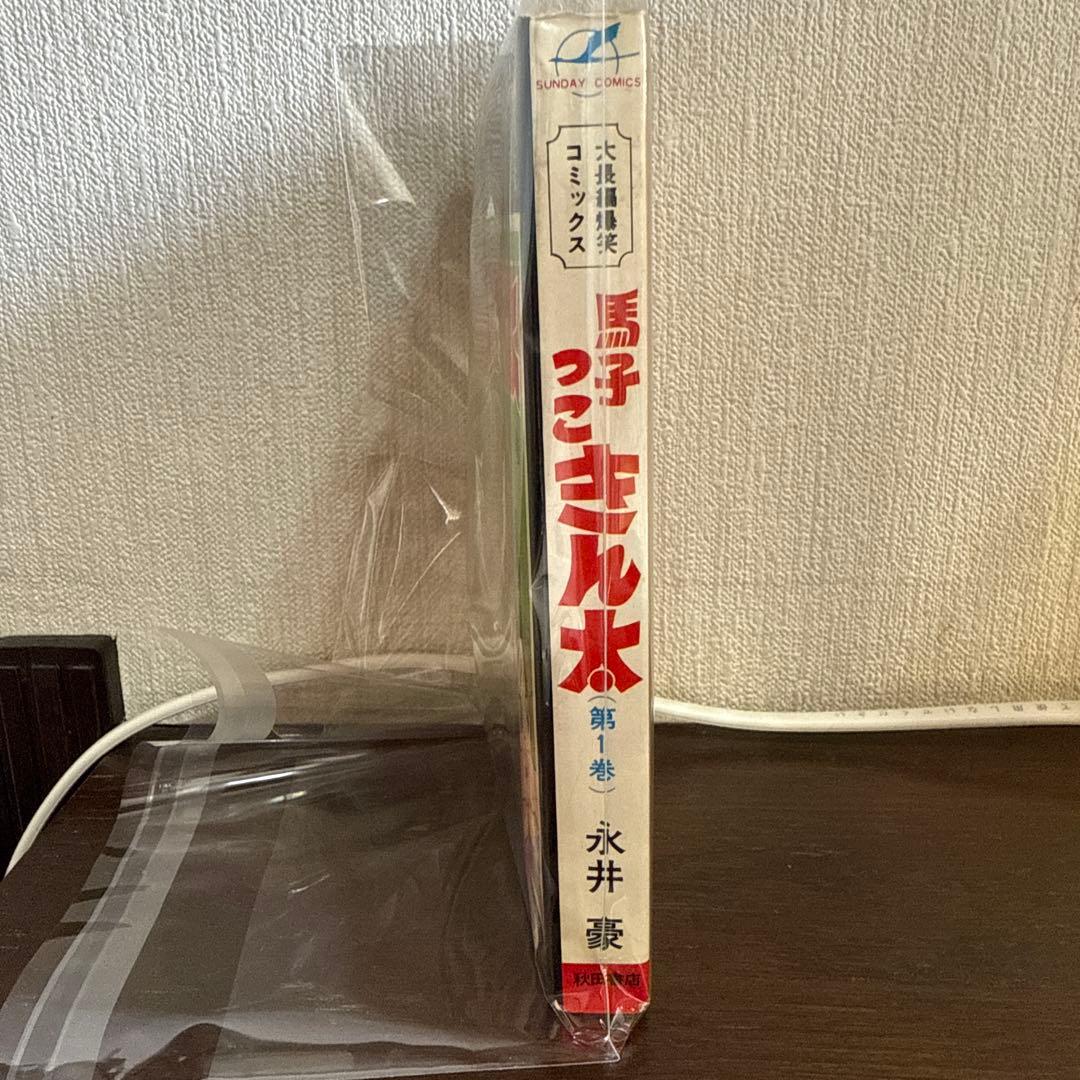 SUNDAY COMICS
大長編爆笑
コミックス
馬子っこきん太
(第1巻)
永井 豪
秋田書店